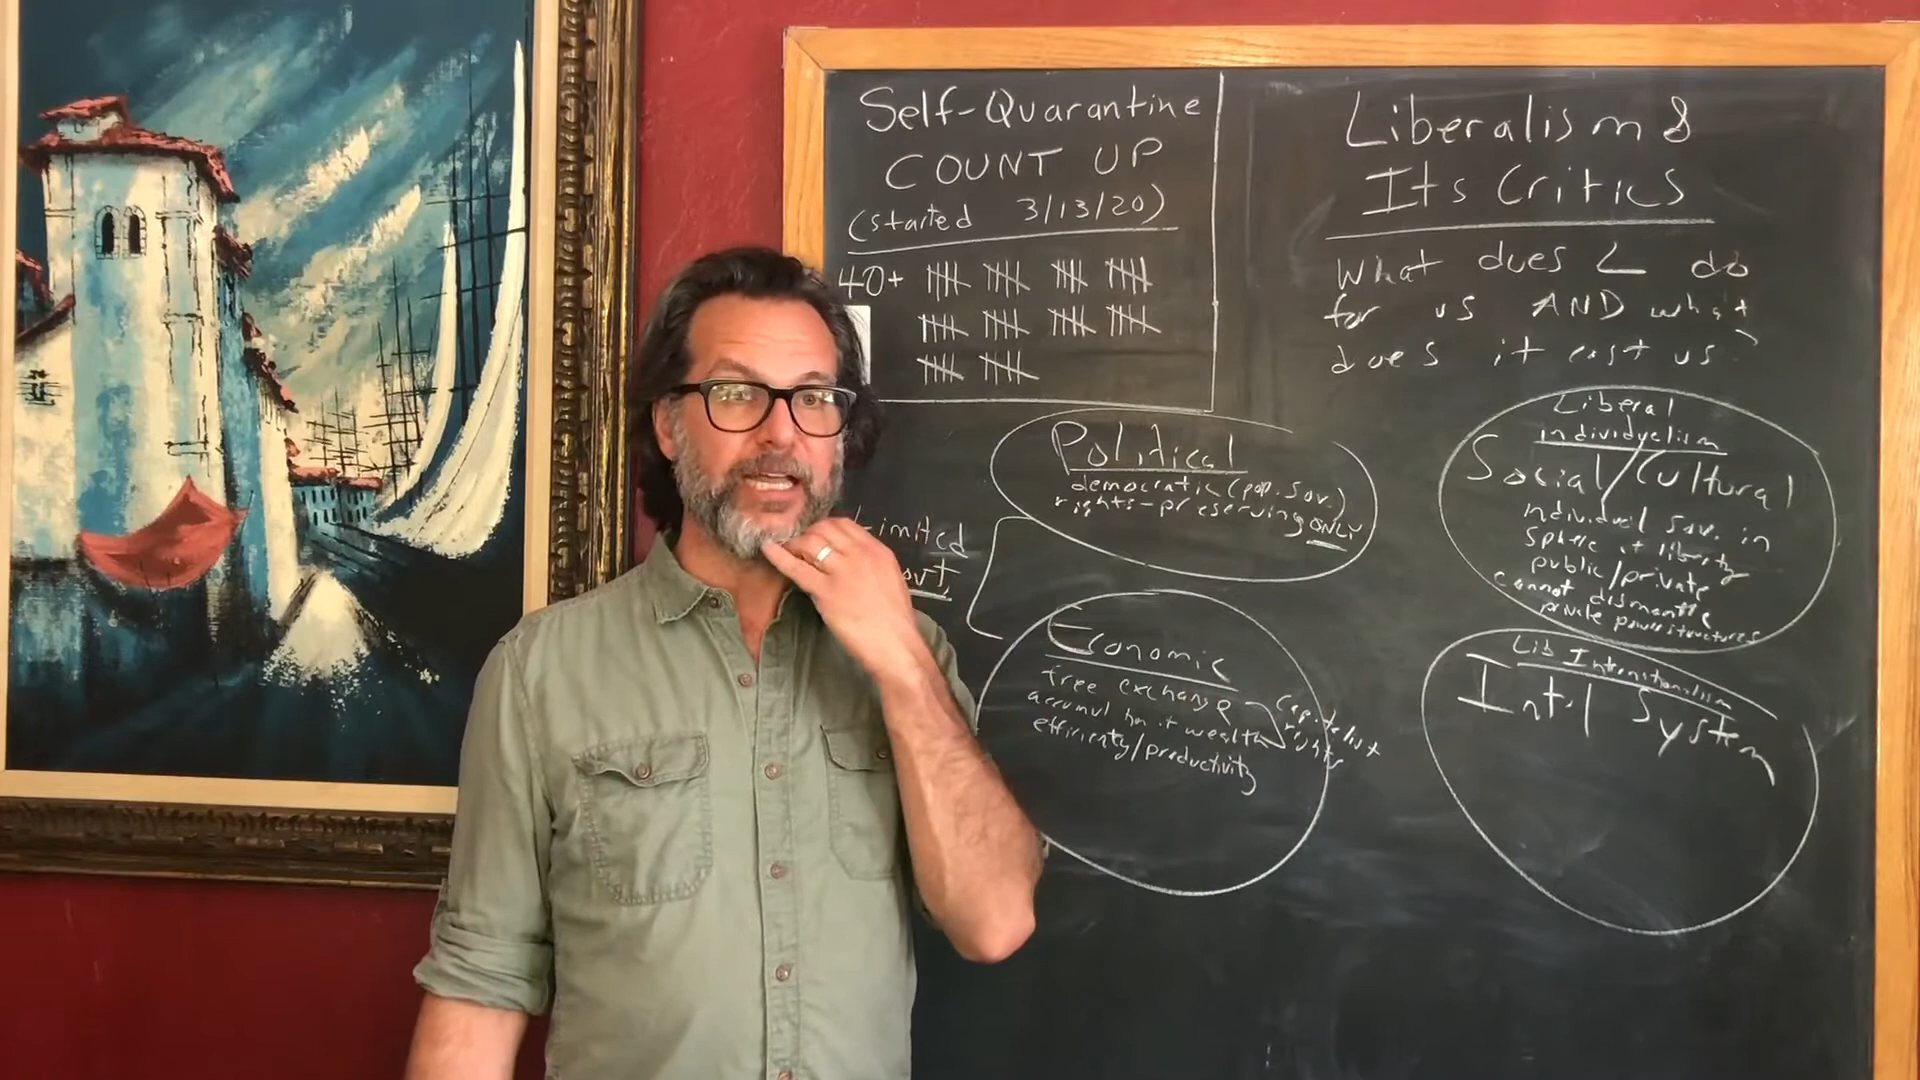 Self-Quarantine
COUNT UP
(started 3/13/20)
40+
Liberalism &
Its Critics
What does L do
for us AND what
does it cost us
Political
democratic (pop. Sov.)
rights-preserving ONLY
Limited
ovt.
Economic
free exchange
accumul of wealth
efficiency/productivity
Capitalist
rights
Liberal
individualism
Social/Cultural
individual sov. in
sphere of liberty
public/private
cannot dismantle
private power structures
Lib Internationalism
Int'l System